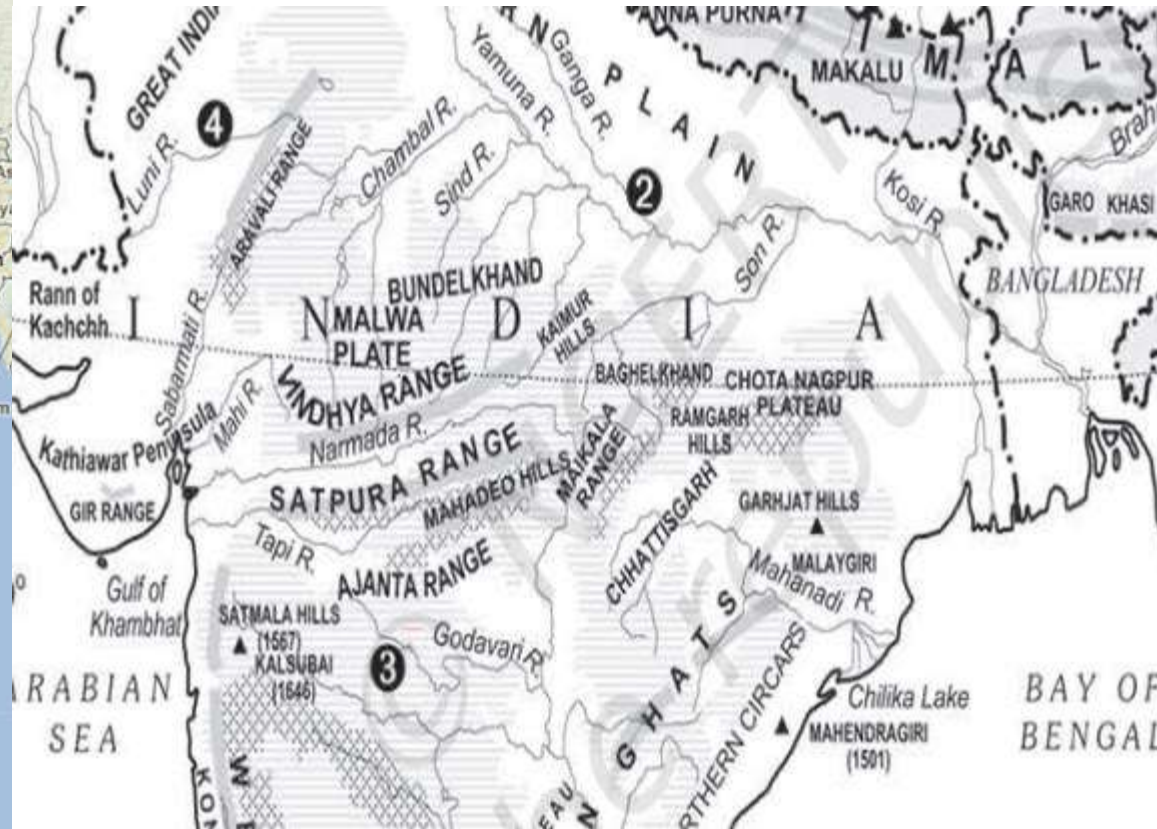 ANNA PURNA
GREAT INDI
R N
P L A I N
Yamuna R.
Ganga R.
MAKALU
M A L
4
Luni R.
ARAVALI RANGE
Chambal R.
Sind R.
2
Kosi R.
Brah
GARO KHASI
BANGLADESH
Son R.
Rann of
Kachchh
I N D I A
BUNDELKHAND
MALWA
PLATE
KAIMUR
HILLS
Sabarmati R.
Mahi R.
VINDHYA RANGE
BAGHELKHAND
CHOTA NAGPUR
PLATEAU
RAMGARH
HILLS
Narmada R.
Kathiawar Peninsula
GIR RANGE
SATPURA RANGE
MAHADEO HILLS
MAIKALA
RANGE
CHHATTISGARH
GARHJAT HILLS
MALAYGIRI
Mahanadi R.
Tapi R.
AJANTA RANGE
Gulf of
Khambhat
SATMALA HILLS
(1567)
KALSUBAI
(1646)
3
Godavari R.
G H A T S
RTHERN CIRCARS
Chilika Lake
MAHENDRAGIRI
(1501)
RABIAN
SEA
BAY OF
BENGAL
KON
W
EAU
N